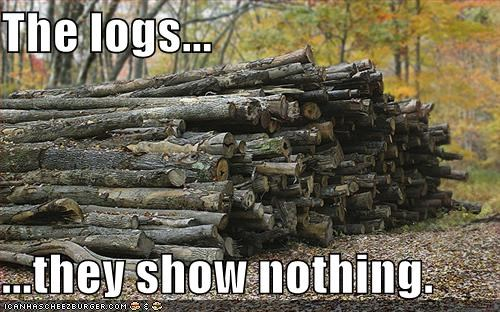 The logs...
...they show nothing.
ICANHASCHEEZBURGER.COM